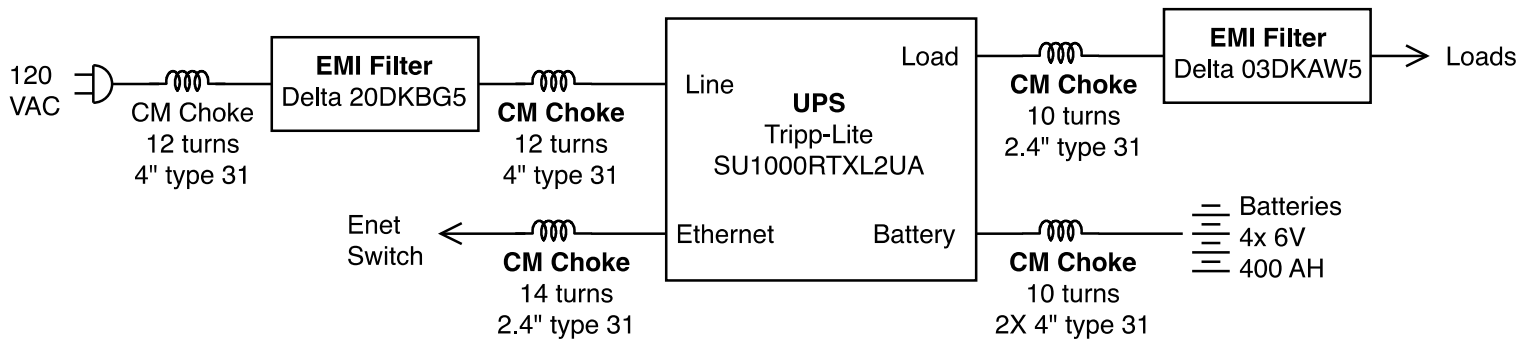 120
VAC
CM Choke
12 turns
4" type 31
EMI Filter
Delta 20DKBG5
CM Choke
12 turns
4" type 31
Line
UPS
Tripp-Lite
SU1000RTXL2UA
Load
CM Choke
10 turns
2.4" type 31
EMI Filter
Delta 03DKAW5
Loads
Enet
Switch
CM Choke
14 turns
2.4" type 31
Ethernet
Battery
CM Choke
10 turns
2X 4" type 31
Batteries
4x 6V
400 AH